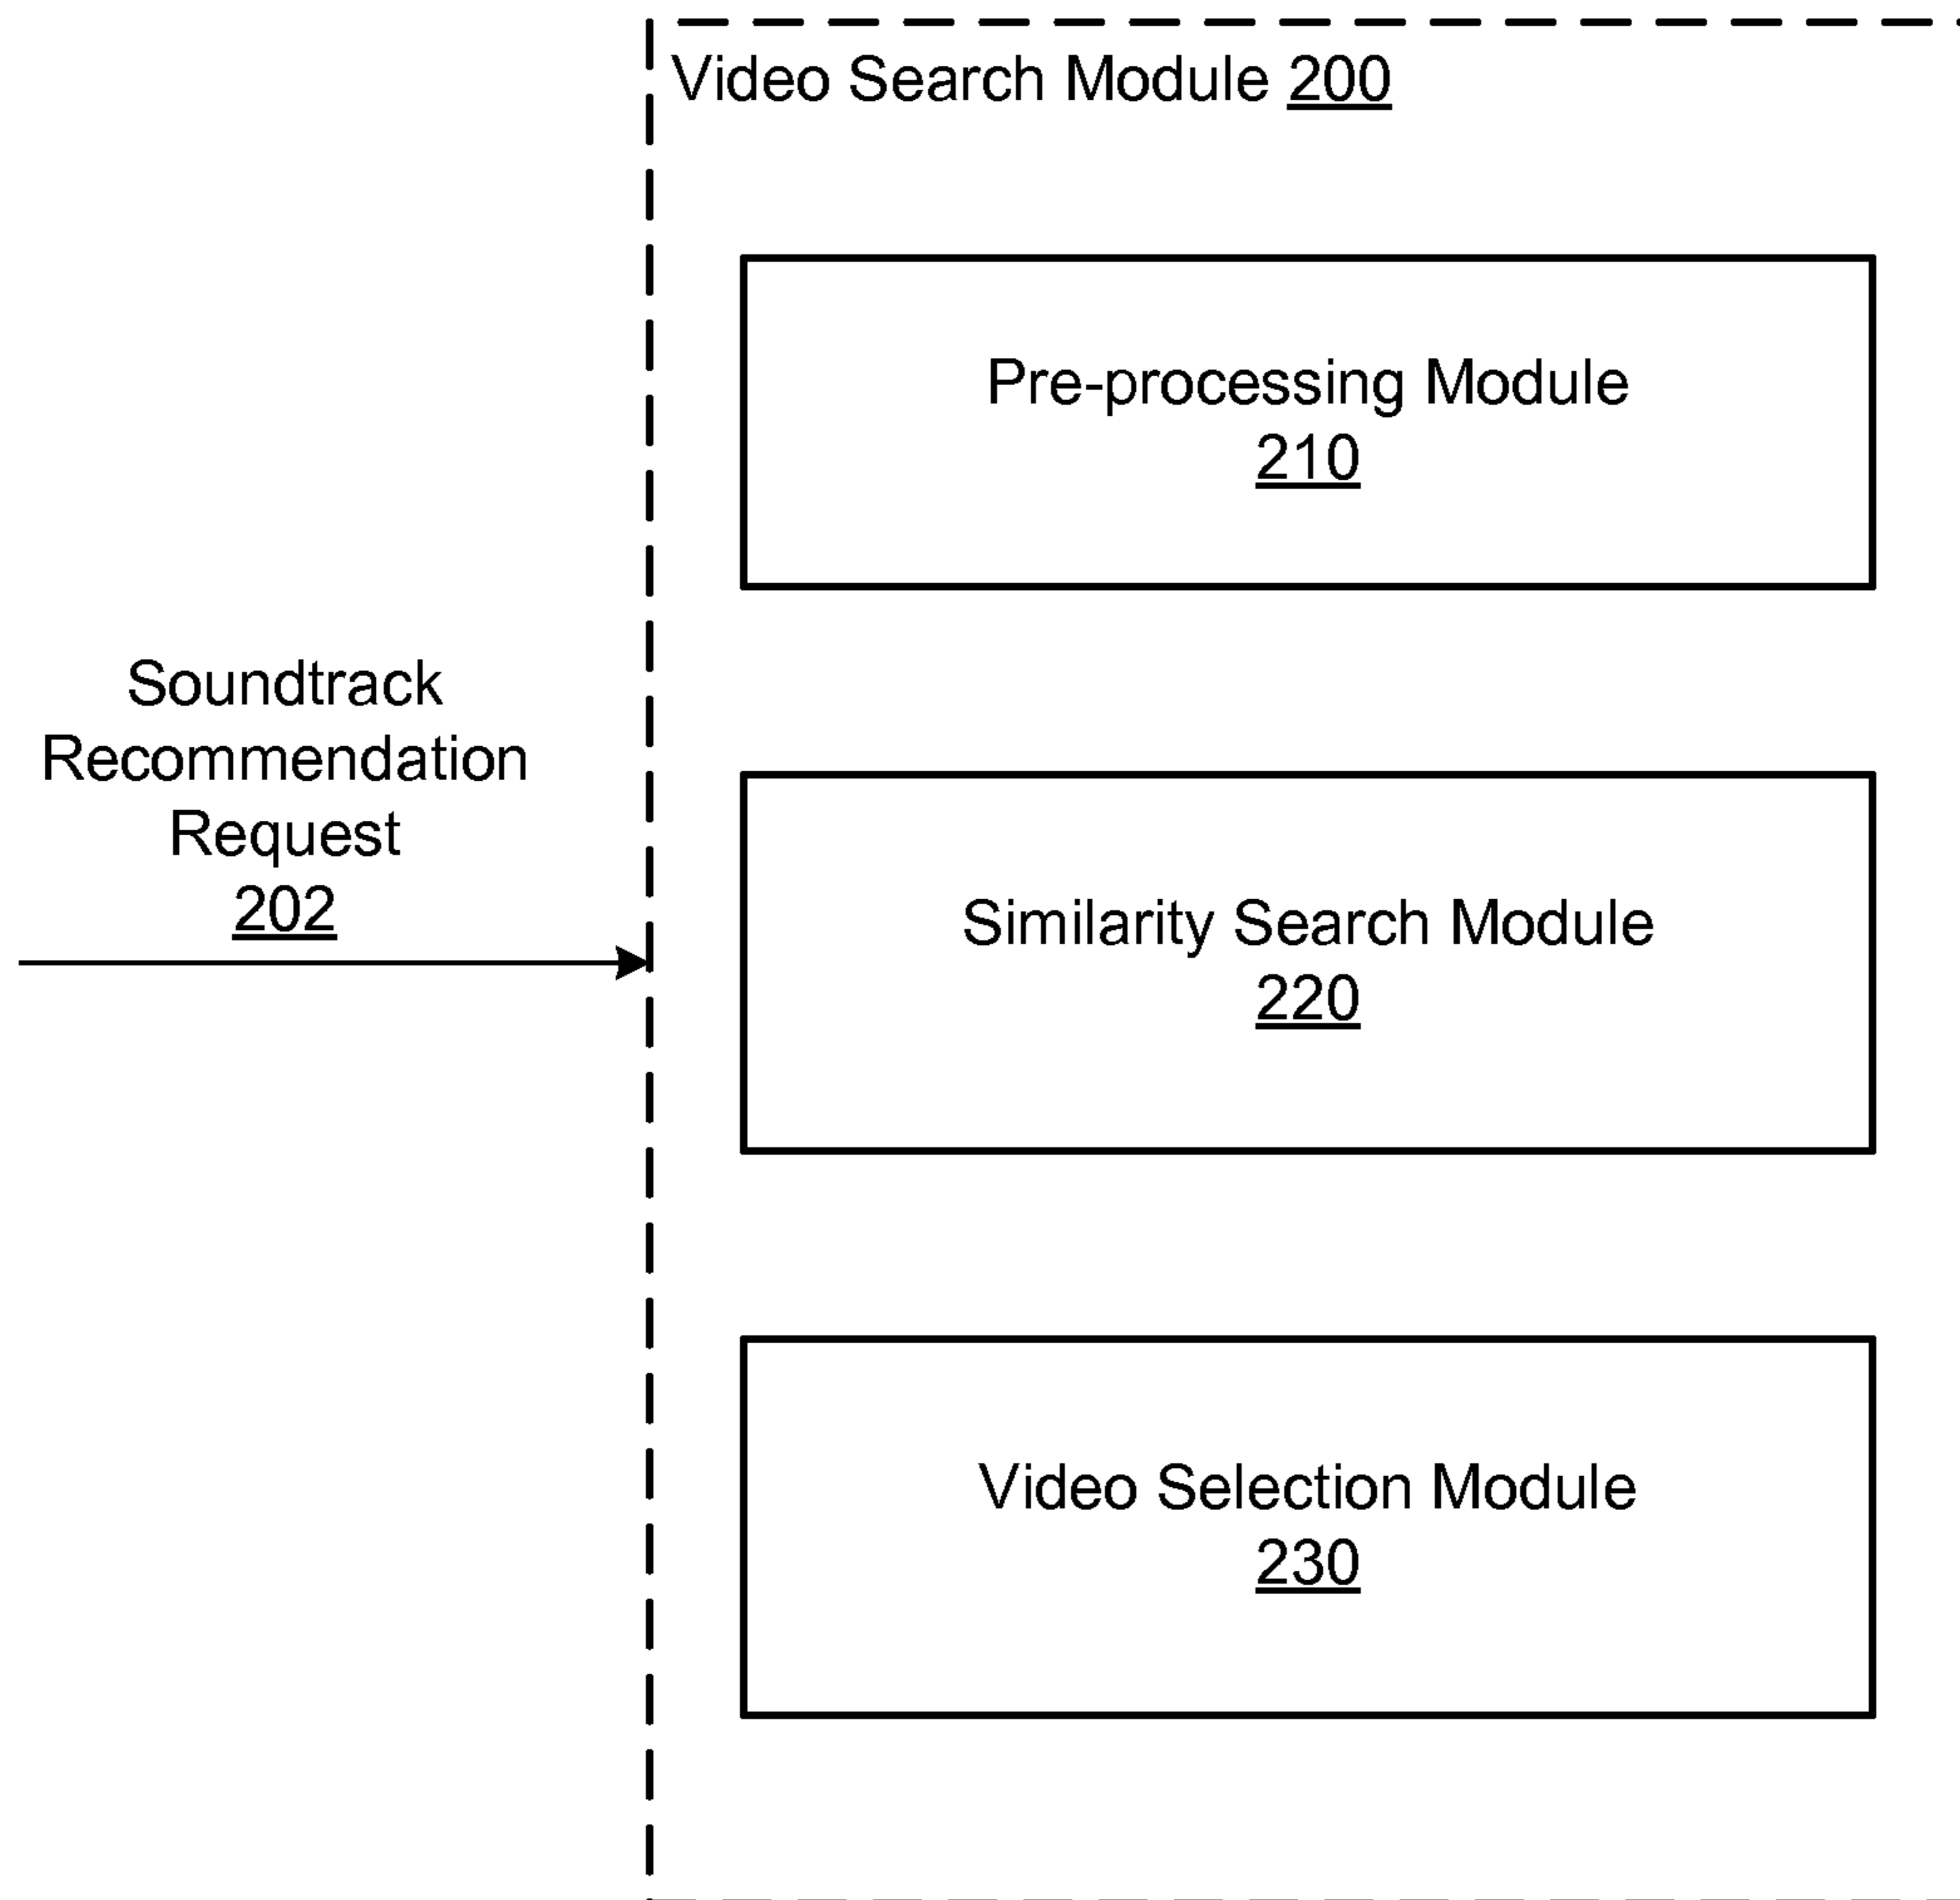 Video Search Module 200
Pre-processing Module
210
Soundtrack
Recommendation
Request
202
Similarity Search Module
220
Video Selection Module
230